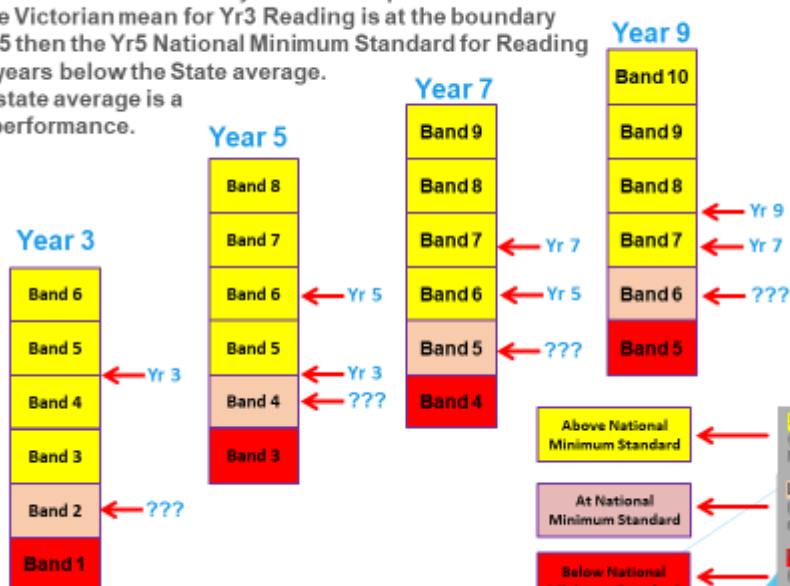 e Victorian mean for Yr3 Reading is at the boundary
5 then the Yr5 National Minimum Standard for Reading
years below the State average.
state average is a
performance.
Year 3
Band 6
Band 5
Yr 3
Band 4
Band 3
Band 2
???
Band 1
Year 5
Band 8
Band 7
Band 6
Yr 5
Band 5
Yr 3
Band 4
???
Band 3
Year 7
Band 9
Band 8
Band 7
Yr 7
Band 6
Yr 5
Band 5
???
Band 4
Year 9
Band 10
Band 9
Band 8
Yr 9
Band 7
Yr 7
Band 6
???
Band 5
Above National
Minimum Standard
At National
Minimum Standard
Below National